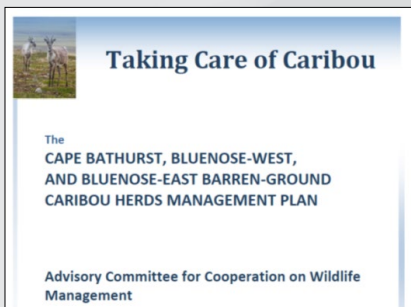 Taking Care of Caribou
The
CAPE BATHURST, BLUENOSE-WEST,
AND BLUENOSE-EAST BARREN-GROUND
CARIBOU HERDS MANAGEMENT PLAN
Advisory Committee for Cooperation on Wildlife
Management